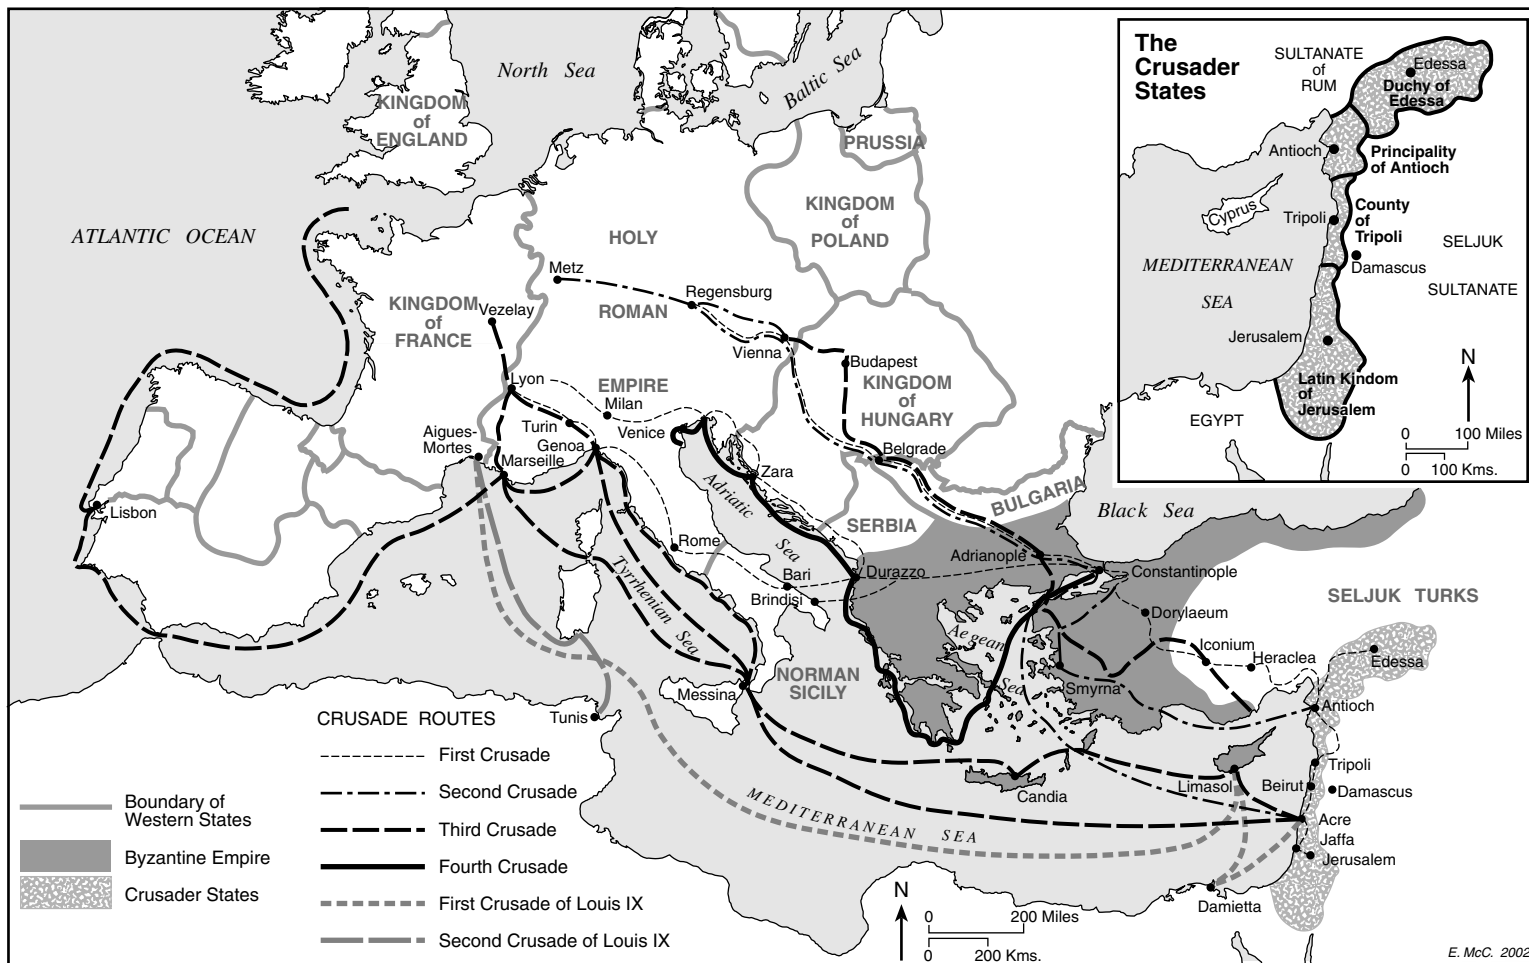 North Sea
Baltic Sea
KINGDOM
of
ENGLAND
PRUSSIA
ATLANTIC OCEAN
HOLY
KINGDOM
of
POLAND
Metz
Regensburg
KINGDOM
of
FRANCE
Vezelay
ROMAN
Vienna
Budapest
Lyon
EMPIRE
Milan
KINGDOM
of
HUNGARY
Turin
Venice
Genoa
Aigues-
Mortes
Marseille
Belgrade
Zara
Adriatic
Sea
Lisbon
BULGARIA
SERBIA
Black Sea
Rome
Adrianople
Bari
Durazzo
Constantinople
Brindisi
Tyrrhenian Sea
Dorylaeum
SELJUK TURKS
Aegean
Sea
Iconium
Heraclea
Edessa
NORMAN
SICILY
Messina
Smyrna
Antioch
Tunis
Tripoli
Candia
Limasol
Beirut
Damascus
MEDITERRANEAN SEA
Acre
Jaffa
Jerusalem
Damietta
CRUSADE ROUTES
First Crusade
Second Crusade
Third Crusade
Fourth Crusade
First Crusade of Louis IX
Second Crusade of Louis IX
Boundary of
Western States
Byzantine Empire
Crusader States
N
0 200 Miles
0 200 Kms.
E. McC. 2002
The
Crusader
States
SULTANATE
of
RUM
Edessa
Duchy of
Edessa
Antioch
Principality
of Antioch
Cyprus
Tripoli
County
of
Tripoli
SELJUK
MEDITERRANEAN
SEA
Damascus
SULTANATE
Jerusalem
N
Latin Kindom
of
Jerusalem
EGYPT
0 100 Miles
0 100 Kms.